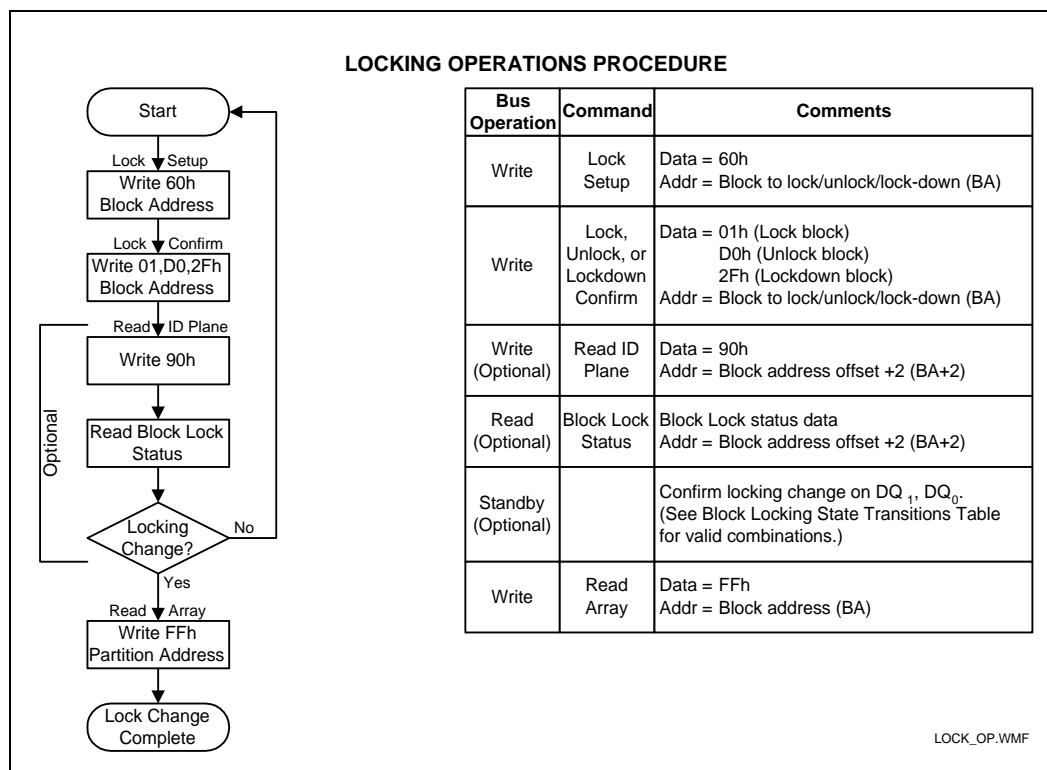 LOCKING OPERATIONS PROCEDURE
Start
Lock Setup
Write 60h
Block Address
Lock Confirm
Write 01,D0,2Fh
Block Address
Read ID Plane
Write 90h
Optional
Read Block Lock
Status
Locking
Change?
No
Yes
Read Array
Write FFh
Partition Address
Lock Change
Complete
Bus
Operation
Command
Comments
Write
Lock
Setup
Data = 60h
Addr = Block to lock/unlock/lock-down (BA)
Write
Lock,
Unlock, or
Lockdown
Confirm
Data = 01h (Lock block)
D0h (Unlock block)
2Fh (Lockdown block)
Addr = Block to lock/unlock/lock-down (BA)
Write
(Optional)
Read ID
Plane
Data = 90h
Addr = Block address offset +2 (BA+2)
Read
(Optional)
Block Lock
Status
Block Lock status data
Addr = Block address offset +2 (BA+2)
Standby
(Optional)
Confirm locking change on DQ 1, DQ0.
(See Block Locking State Transitions Table
for valid combinations.)
Write
Read
Array
Data = FFh
Addr = Block address (BA)
LOCK_OP.WMF